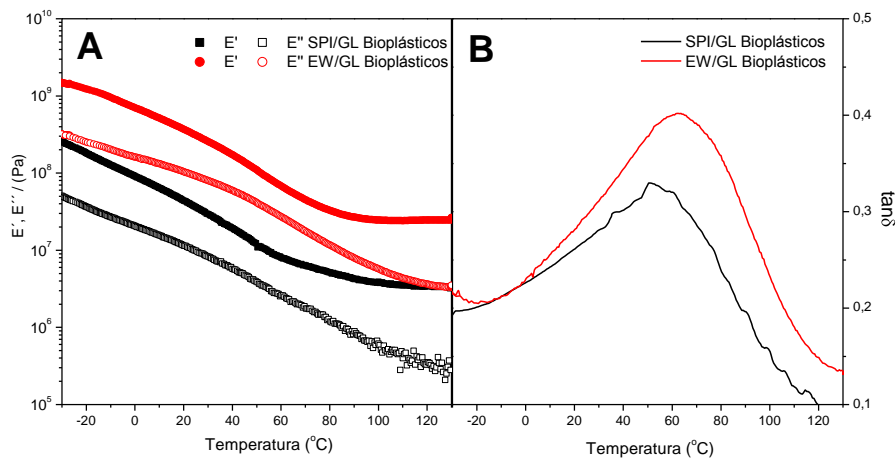 A
E' E'' SPI/GL Bioplásticos
E' E'' EW/GL Bioplásticos
B
SPI/GL Bioplásticos
EW/GL Bioplásticos
10^10
10^9
10^8
10^7
10^6
10^5
E´, E´´ / (Pa)
-20 0 20 40 60 80 100 120
Temperatura (°C)
-20 0 20 40 60 80 100 120
Temperatura (°C)
0,5
0,4
0,3
0,2
0,1
tanδ